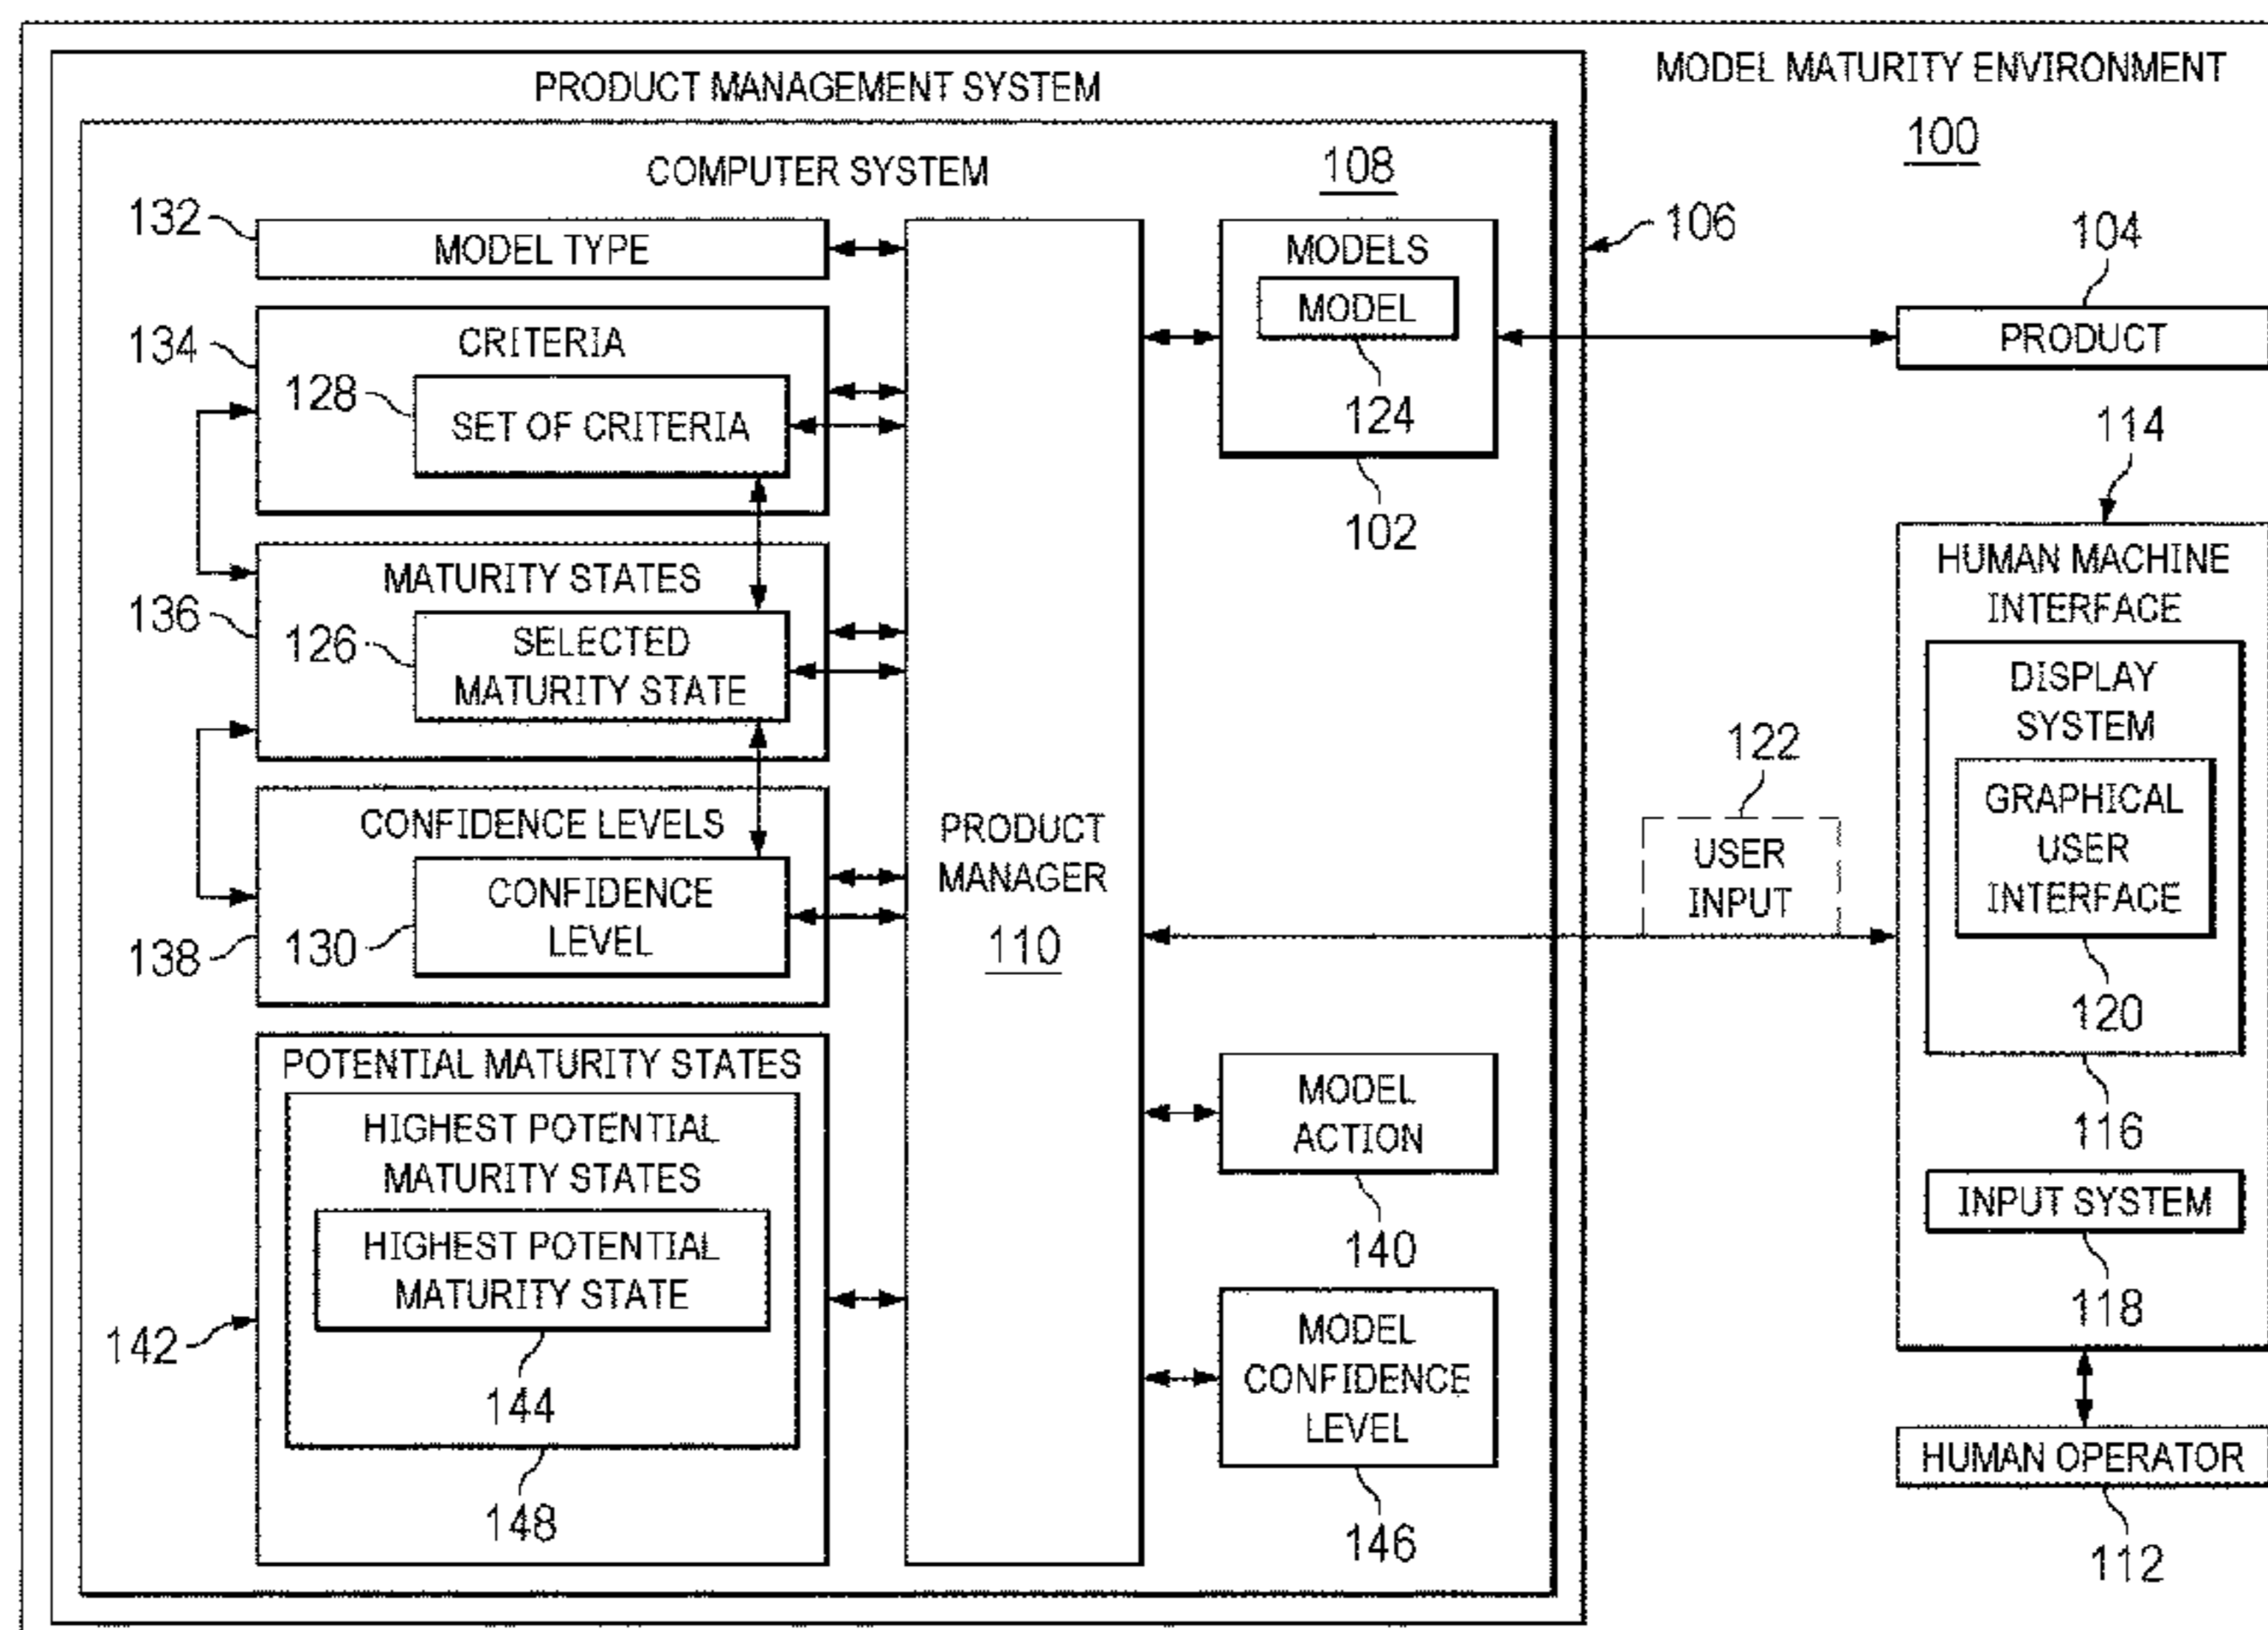 PRODUCT MANAGEMENT SYSTEM
MODEL MATURITY ENVIRONMENT
100
COMPUTER SYSTEM
108
106
132
MODEL TYPE
134
CRITERIA
128
SET OF CRITERIA
136
MATURITY STATES
126
SELECTED
MATURITY STATE
138
CONFIDENCE LEVELS
130
CONFIDENCE
LEVEL
142
POTENTIAL MATURITY STATES
HIGHEST POTENTIAL
MATURITY STATES
HIGHEST POTENTIAL
MATURITY STATE
144
148
PRODUCT
MANAGER
110
MODELS
MODEL
124
102
MODEL
ACTION
140
MODEL
CONFIDENCE
LEVEL
146
122
USER
INPUT
104
PRODUCT
114
HUMAN MACHINE
INTERFACE
DISPLAY
SYSTEM
GRAPHICAL
USER
INTERFACE
120
116
INPUT SYSTEM
118
HUMAN OPERATOR
112